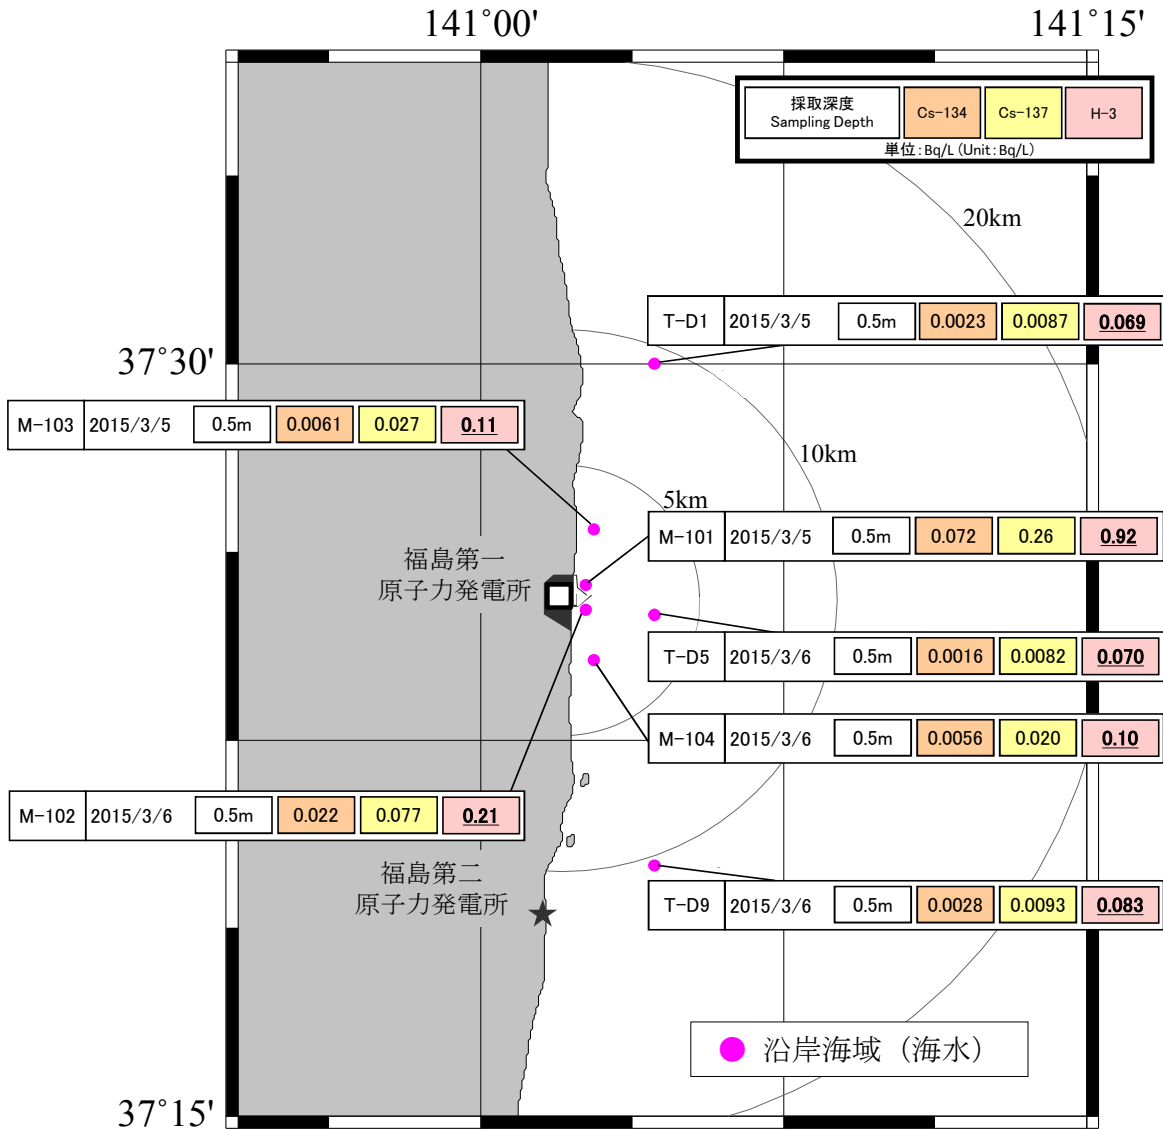 141°00'
141°15'
採取深度
Sampling Depth
Cs-134
Cs-137
H-3
単位:Bq/L (Unit:Bq/L)
20km
T-D1 2015/3/5 0.5m 0.0023 0.0087 0.069
37°30'
M-103 2015/3/5 0.5m 0.0061 0.027 0.11
10km
5km
M-101 2015/3/5 0.5m 0.072 0.26 0.92
福島第一
原子力発電所
T-D5 2015/3/6 0.5m 0.0016 0.0082 0.070
M-104 2015/3/6 0.5m 0.0056 0.020 0.10
M-102 2015/3/6 0.5m 0.022 0.077 0.21
福島第二
原子力発電所
T-D9 2015/3/6 0.5m 0.0028 0.0093 0.083
沿岸海域(海水)
37°15'